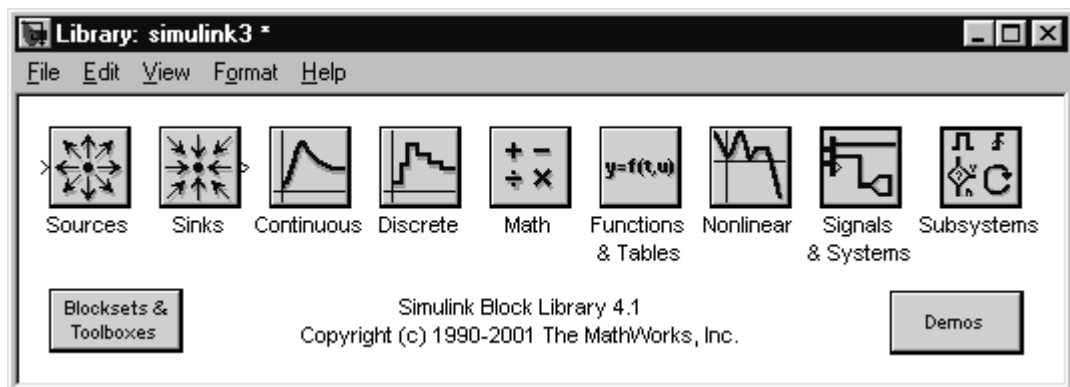 Library: simulink3 *
File Edit View Format Help
+ −
÷ ×
y=f(t,u)
Sources Sinks Continuous Discrete Math Functions & Tables Nonlinear Signals & Systems Subsystems
Blocksets & Toolboxes
Simulink Block Library 4.1
Copyright (c) 1990-2001 The MathWorks, Inc.
Demos